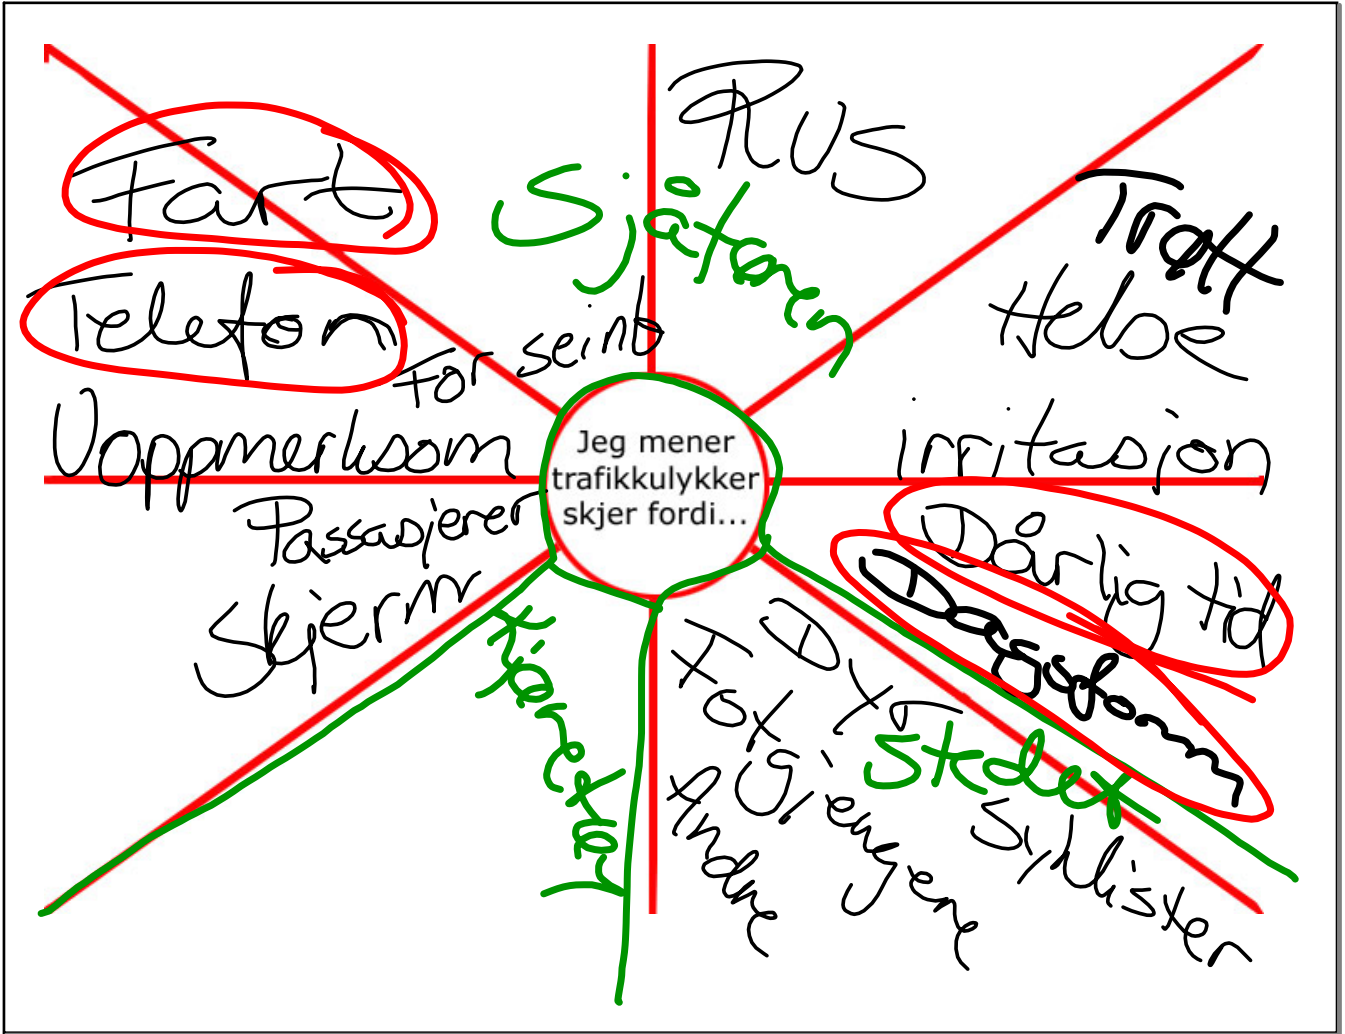 RUS
Fart
Sjåføren
Trøtt
Telefon
Helse
For seint
Uoppmerksom
irritasjon
Jeg mener
trafikkulykker
skjer fordi...
Passasjerer
Dårlig tid
Skjerm
Dagsform
Kjøretøy
Dyr
Stedet
Fotgjengere
Syklister
Andre